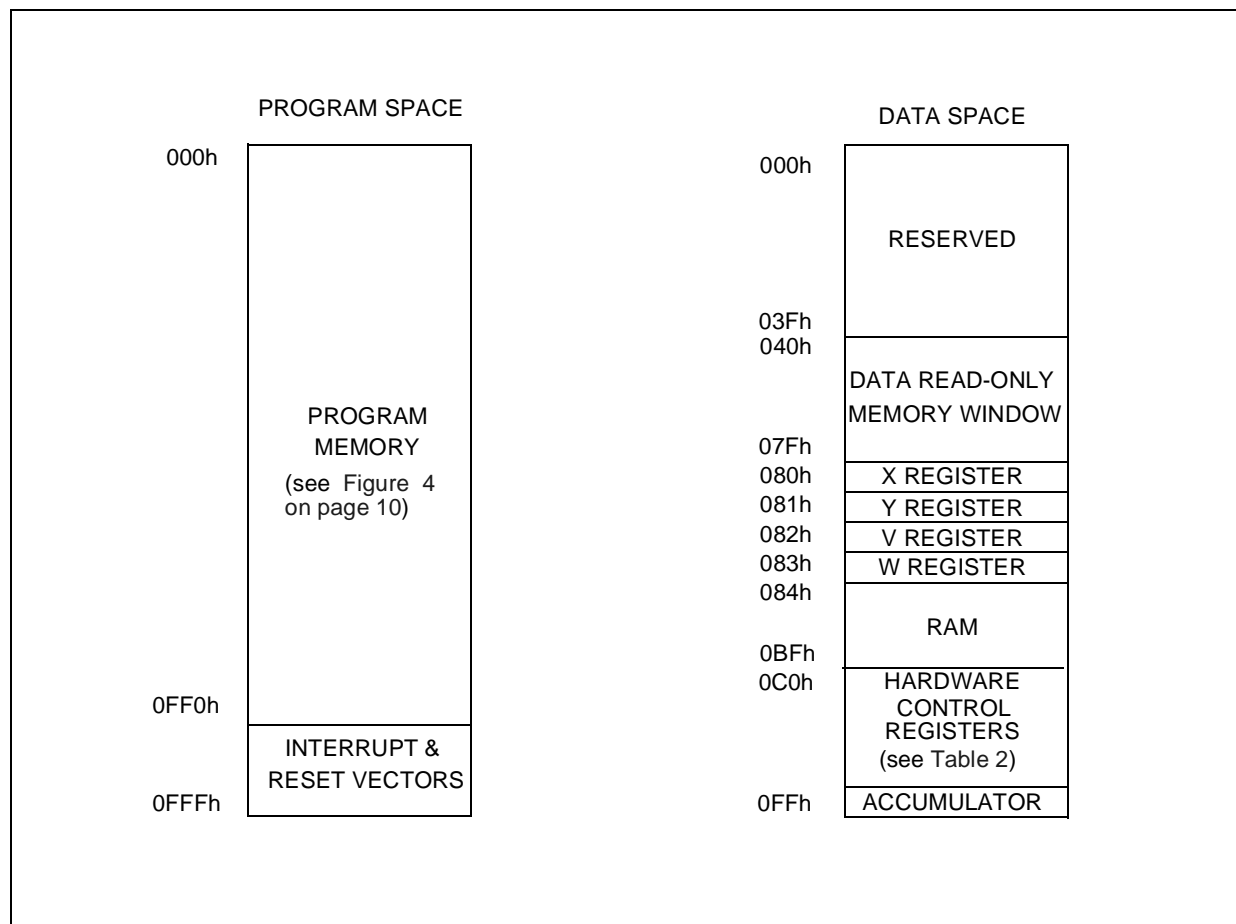 PROGRAM SPACE
000h
PROGRAM
MEMORY
(see Figure 4
on page 10)
0FF0h
INTERRUPT &
RESET VECTORS
0FFFh
DATA SPACE
000h
RESERVED
03Fh
040h
DATA READ-ONLY
MEMORY WINDOW
07Fh
080h X REGISTER
081h Y REGISTER
082h V REGISTER
083h W REGISTER
084h
RAM
0BFh
0C0h HARDWARE
CONTROL
REGISTERS
(see Table 2)
0FFh ACCUMULATOR